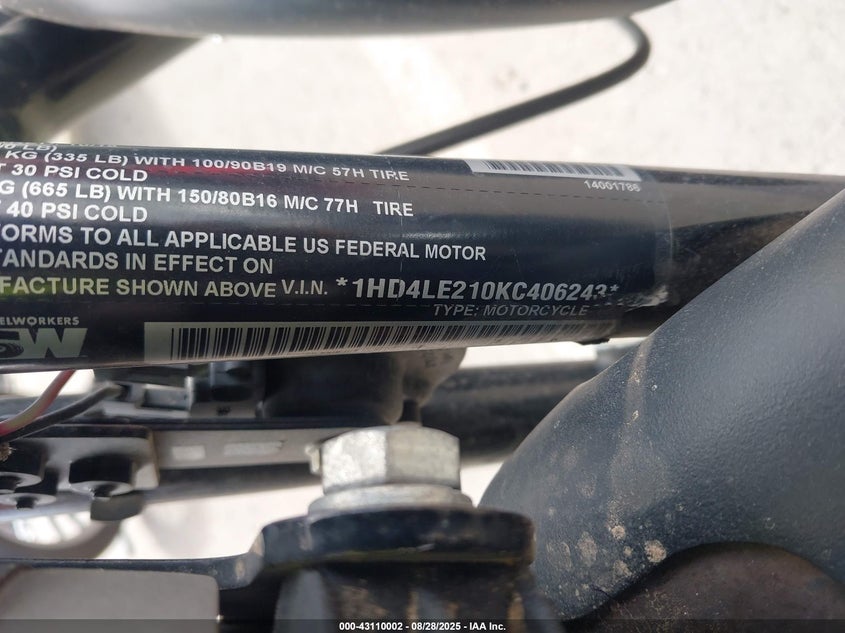 KG (335 LB) WITH 100/90B19 M/C 57H TIRE
30 PSI COLD
(665 LB) WITH 150/80B16 M/C 77H TIRE
40 PSI COLD
ORMS TO ALL APPLICABLE US FEDERAL MOTOR
TANDARDS IN EFFECT ON
FACTURE SHOWN ABOVE V.I.N. *1HD4LE210KC406243*
TYPE: MOTORCYCLE
14001786
ELWORKERS
SW
000-43110002 - 08/28/2025 - IAA Inc.